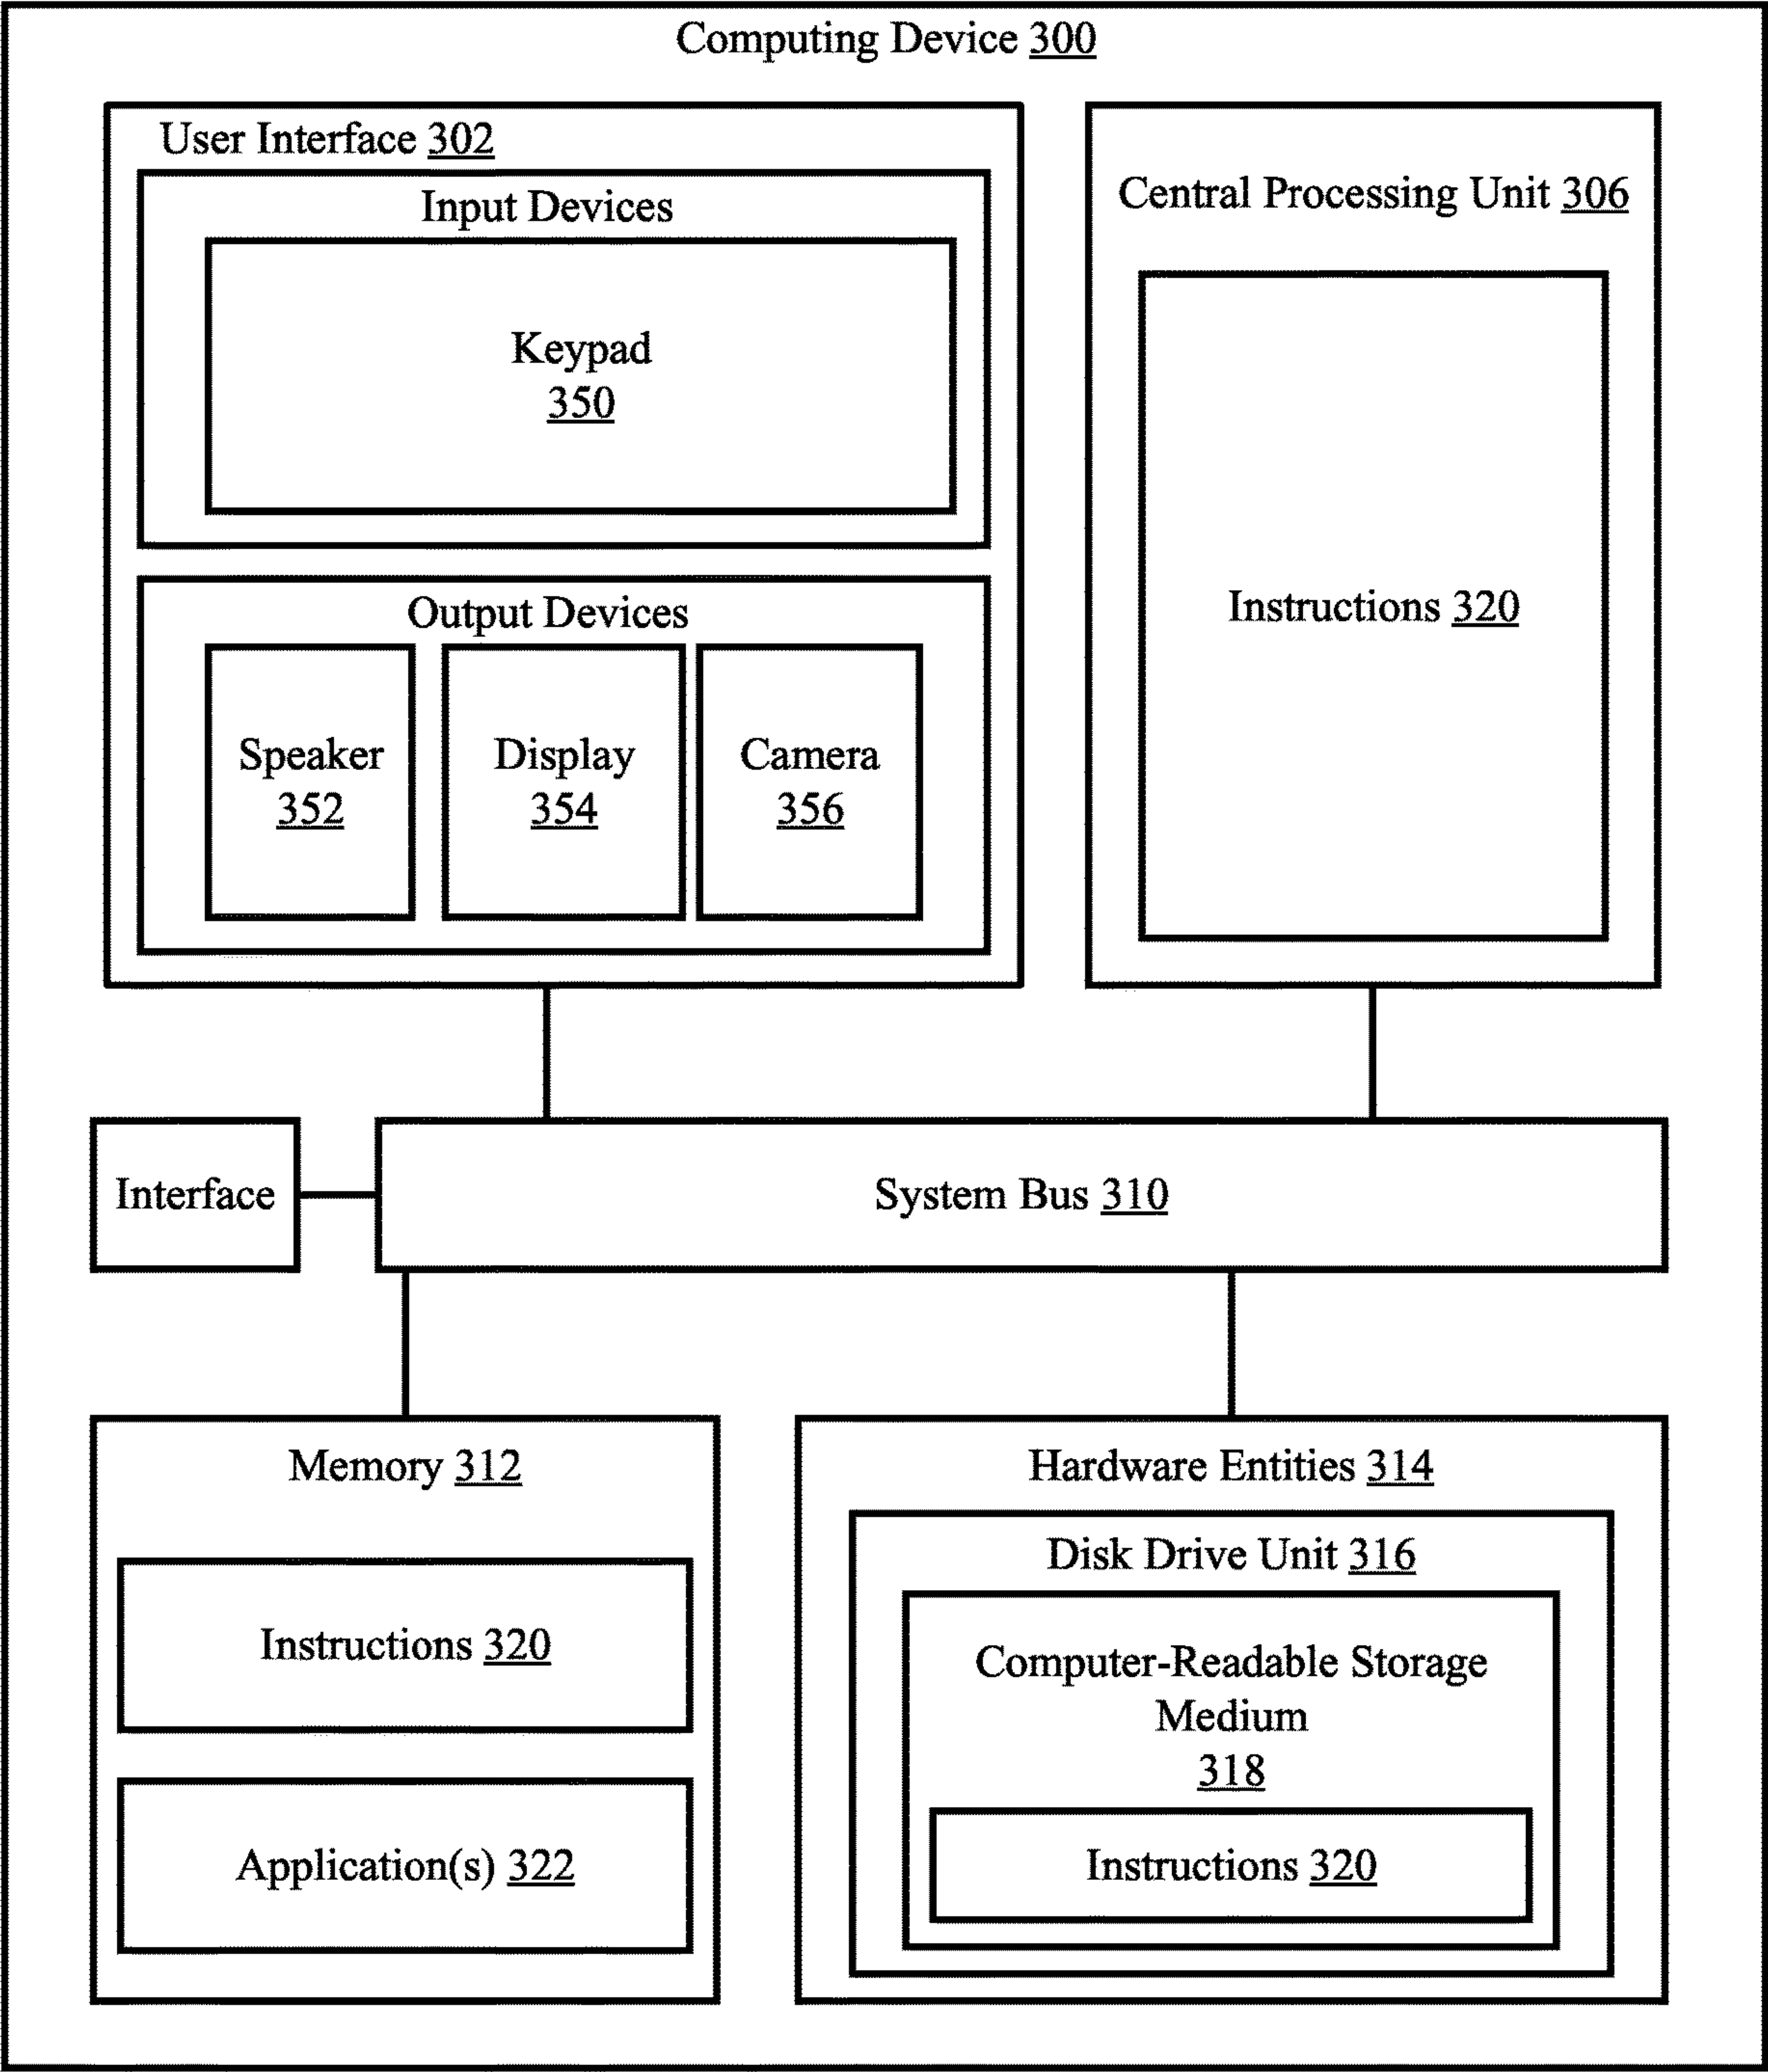 Computing Device 300
User Interface 302
Input Devices
Keypad
350
Output Devices
Speaker
352
Display
354
Camera
356
Central Processing Unit 306
Instructions 320
Interface
System Bus 310
Memory 312
Instructions 320
Application(s) 322
Hardware Entities 314
Disk Drive Unit 316
Computer-Readable Storage
Medium
318
Instructions 320